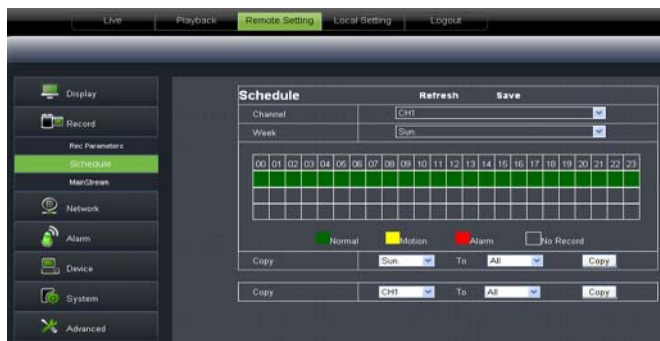 Live Playback Remote Setting Local Setting Logout
Display
Record
Rec Parameters
Schedule
MainStream
Network
Alarm
Device
System
Advanced
Schedule Refresh Save
Channel CH1
Week Sun.
00 01 02 03 04 05 06 07 08 09 10 11 12 13 14 15 16 17 18 19 20 21 22 23
Normal Motion Alarm No Record
Copy Sun. To All Copy
Copy CH1 To All Copy